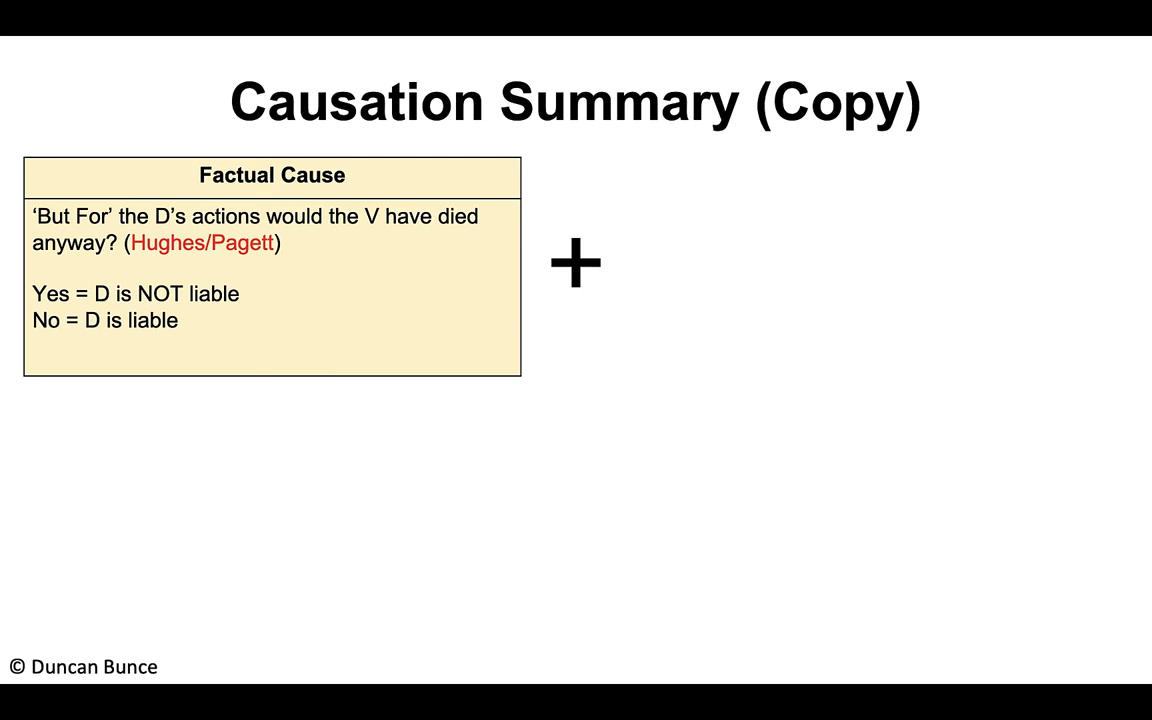 Causation Summary (Copy)
Factual Cause
‘But For’ the D’s actions would the V have died
anyway? (Hughes/Pagett)
Yes = D is NOT liable
No = D is liable
+
© Duncan Bunce